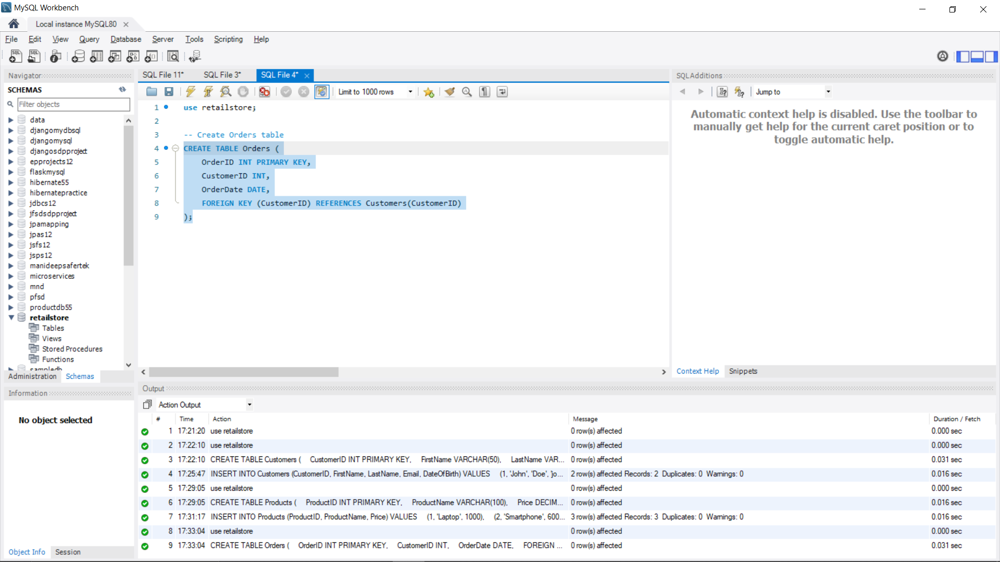 MySQL Workbench
Local instance MySQL80
File Edit View Query Database Server Tools Scripting Help
Navigator
SCHEMAS
Filter objects
data
djangomydbsql
djangomysql
djangosdpproject
epprojects12
flaskmysql
hibernate55
hibernatepractice
jdbcs12
jfsdsdpproject
jpamapping
jpas12
jsfs12
jsps12
manideepsafertek
microservices
mnd
pfsd
productdb55
retailstore
Tables
Views
Stored Procedures
Functions
sampledb
Administration Schemas
Information
No object selected
Object Info Session
SQL File 11* SQL File 3* SQL File 4*
Limit to 1000 rows
1 use retailstore;
2
3 -- Create Orders table
4 CREATE TABLE Orders (
5 OrderID INT PRIMARY KEY,
6 CustomerID INT,
7 OrderDate DATE,
8 FOREIGN KEY (CustomerID) REFERENCES Customers(CustomerID)
9 );
SQLAdditions
Jump to
Automatic context help is disabled. Use the toolbar to
manually get help for the current caret position or to
toggle automatic help.
Context Help Snippets
Output
Action Output
# Time Action Message Duration / Fetch
1 17:21:20 use retailstore 0 row(s) affected 0.000 sec
2 17:22:10 use retailstore 0 row(s) affected 0.000 sec
3 17:22:10 CREATE TABLE Customers ( CustomerID INT PRIMARY KEY, FirstName VARCHAR(50), LastName VAR... 0 row(s) affected 0.031 sec
4 17:25:47 INSERT INTO Customers (CustomerID, FirstName, LastName, Email, DateOfBirth) VALUES (1, 'John', 'Doe', 'jo... 2 row(s) affected Records: 2 Duplicates: 0 Warnings: 0 0.016 sec
5 17:29:05 use retailstore 0 row(s) affected 0.000 sec
6 17:29:05 CREATE TABLE Products ( ProductID INT PRIMARY KEY, ProductName VARCHAR(100), Price DECIM... 0 row(s) affected 0.016 sec
7 17:31:17 INSERT INTO Products (ProductID, ProductName, Price) VALUES (1, 'Laptop', 1000), (2, 'Smartphone', 600... 3 row(s) affected Records: 3 Duplicates: 0 Warnings: 0 0.016 sec
8 17:33:04 use retailstore 0 row(s) affected 0.000 sec
9 17:33:04 CREATE TABLE Orders ( OrderID INT PRIMARY KEY, CustomerID INT, OrderDate DATE, FOREIGN ... 0 row(s) affected 0.031 sec